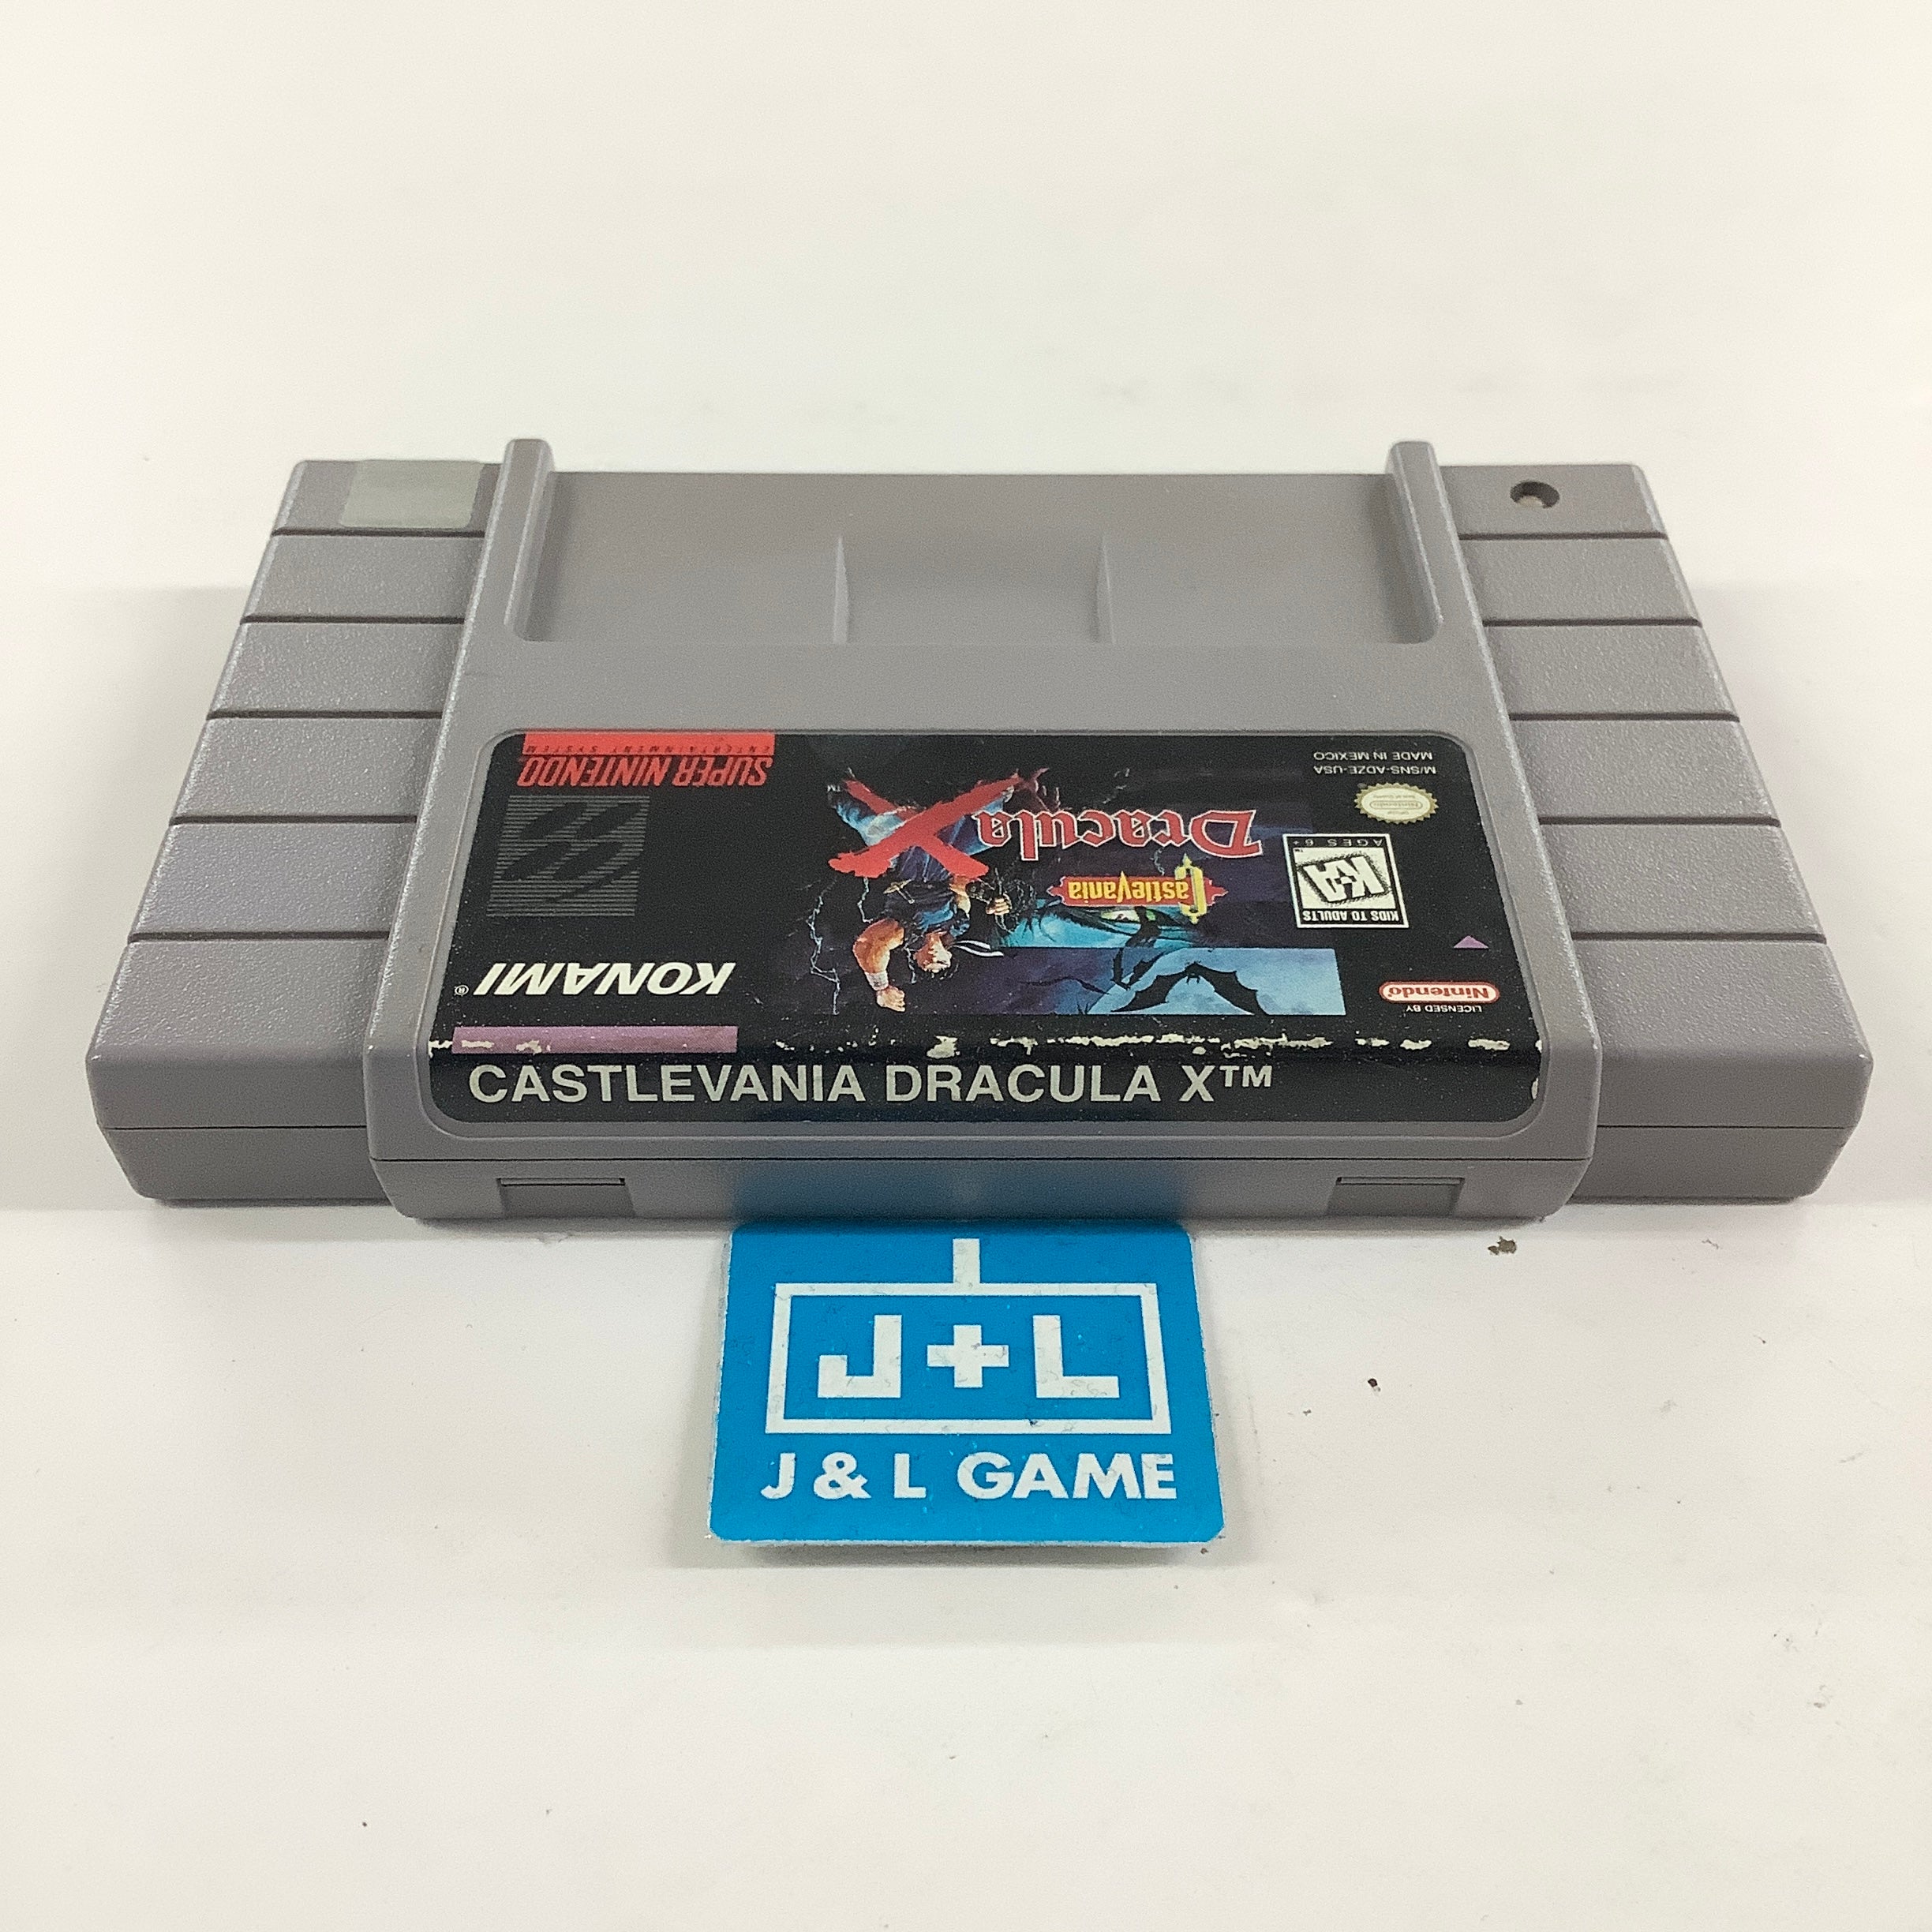 MADE IN MEXICO
M/SNS-ADZE-USA
SUPER NINTENDO
ENTERTAINMENT SYSTEM
Castlevania
Dracula X
KIDS TO ADULTS
K-A
AGES 6+
KONAMI®
LICENSED BY
Nintendo
CASTLEVANIA DRACULA X™
J+L
J & L GAME